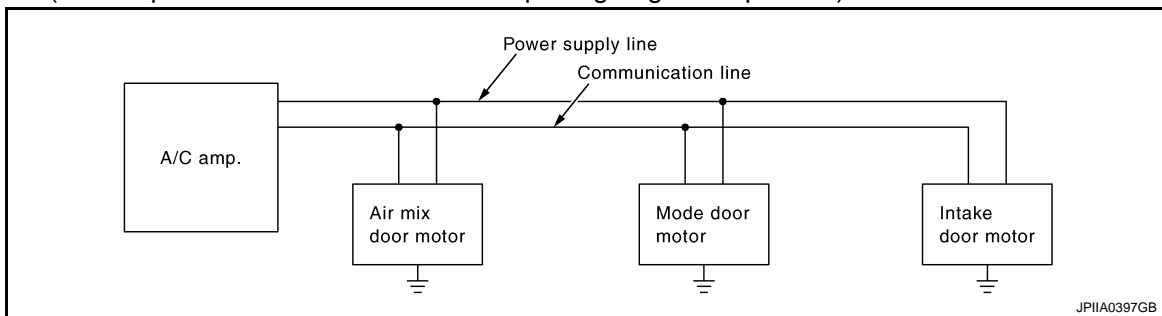 Power supply line
Communication line
A/C amp.
Air mix
door motor
Mode door
motor
Intake
door motor
JPIIA0397GB